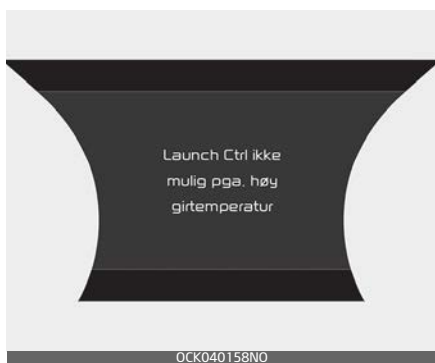 Launch Ctrl ikke
mulig pga. høy
girtemperatur
OCK040158NO